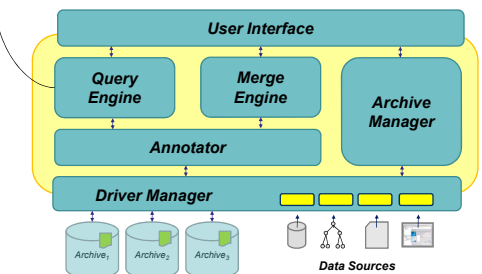 User Interface
Query
Engine
Merge
Engine
Archive
Manager
Annotator
Driver Manager
Archive₁
Archive₂
Archive₃
Data Sources